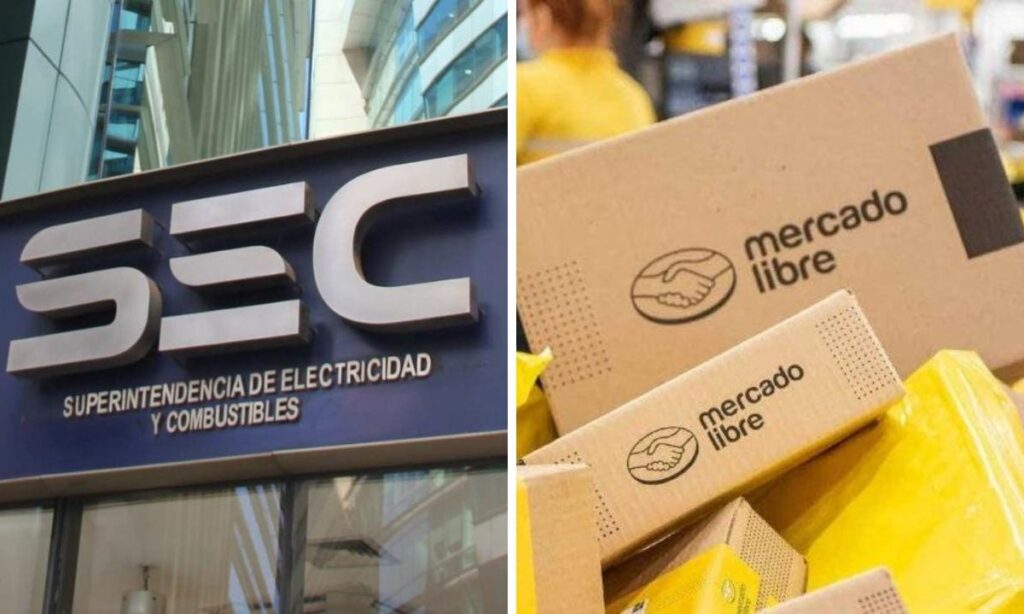 SEC
SUPERINTENDENCIA DE ELECTRICIDAD
Y COMBUSTIBLES
mercado
libre
mercado
libre